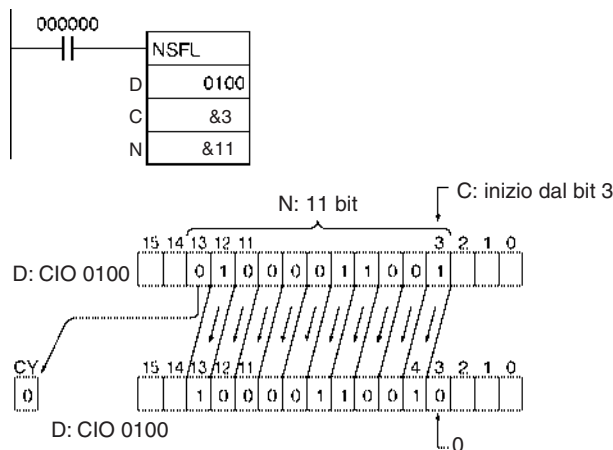 000000
NSFL
D 0100
C &3
N &11
C: inizio dal bit 3
N: 11 bit
15 14 13 12 11 3 2 1 0
D: CIO 0100 0 1 0 0 0 0 1 1 0 0 1
CY 15 14 13 12 11 4 3 2 1 0
0 1 0 0 0 0 1 1 0 0 1 0
D: CIO 0100
0